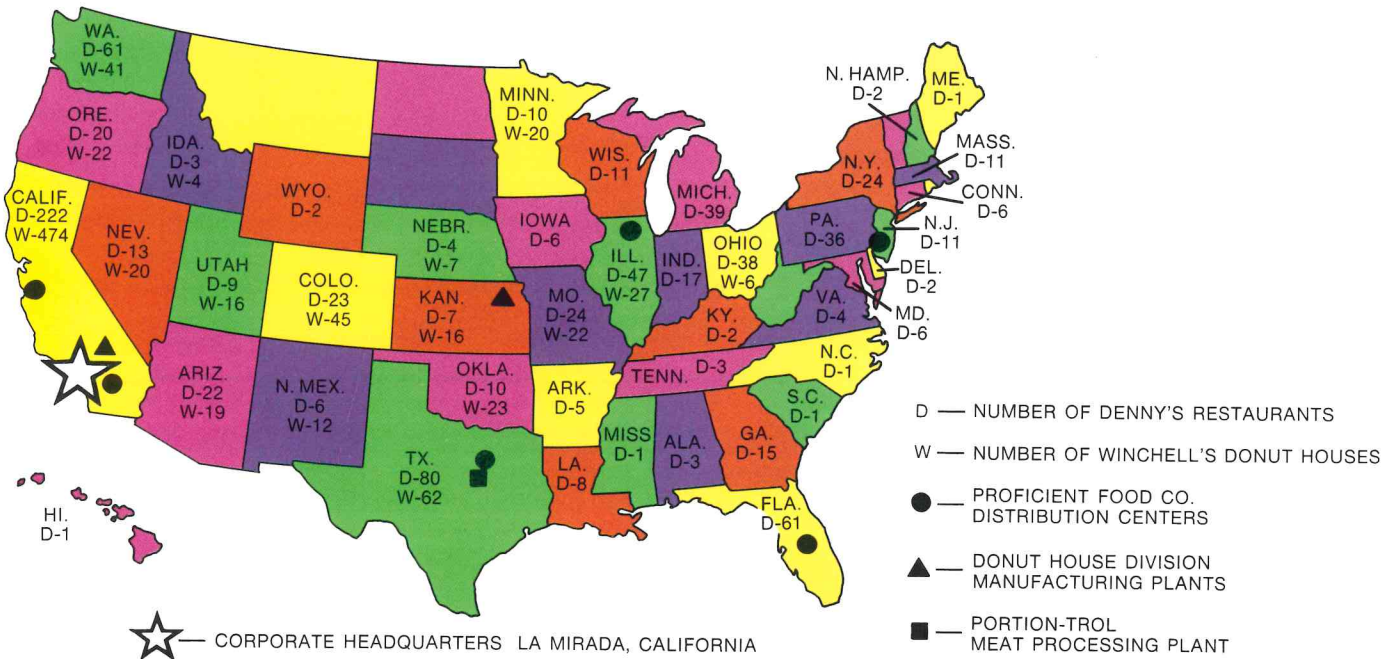 WA.
D-61
W-41
ORE.
D-20
W-22
IDA.
D-3
W-4
CALIF.
D-222
W-474
NEV.
D-13
W-20
UTAH
D-9
W-16
ARIZ.
D-22
W-19
WYO.
D-2
COLO.
D-23
W-45
N. MEX.
D-6
W-12
NEBR.
D-4
W-7
KAN.
D-7
W-16
OKLA.
D-10
W-23
TX.
D-80
W-62
MINN.
D-10
W-20
IOWA
D-6
MO.
D-24
W-22
ARK.
D-5
LA.
D-8
WIS.
D-11
ILL.
D-47
W-27
MICH.
D-39
IND.
D-17
OHIO
D-38
W-6
KY.
D-2
TENN. D-3
MISS
D-1
ALA.
D-3
GA.
D-15
FLA.
D-61
S.C.
D-1
N.C.
D-1
VA.
D-4
PA.
D-36
N.Y.
D-24
N. HAMP.
D-2
ME.
D-1
MASS.
D-11
CONN.
D-6
N.J.
D-11
DEL.
D-2
MD.
D-6
HI.
D-1
D — NUMBER OF DENNY'S RESTAURANTS
W — NUMBER OF WINCHELL'S DONUT HOUSES
PROFICIENT FOOD CO.
DISTRIBUTION CENTERS
DONUT HOUSE DIVISION
MANUFACTURING PLANTS
PORTION-TROL
MEAT PROCESSING PLANT
CORPORATE HEADQUARTERS LA MIRADA, CALIFORNIA